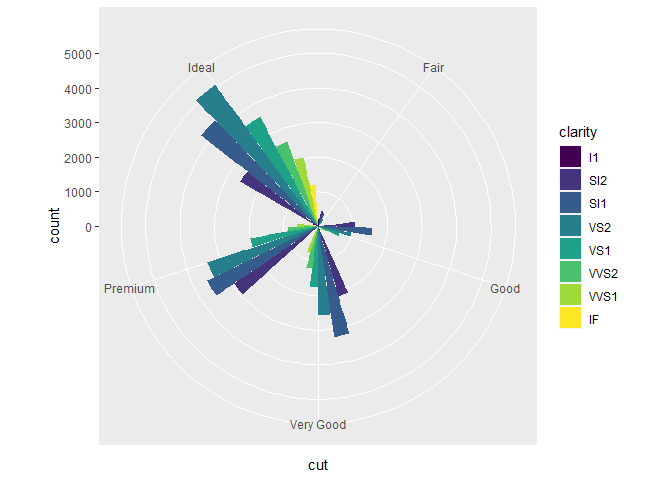 5000
4000
3000
2000
1000
0
count
Ideal
Fair
Premium
Good
Very Good
cut
clarity
I1
SI2
SI1
VS2
VS1
VVS2
VVS1
IF